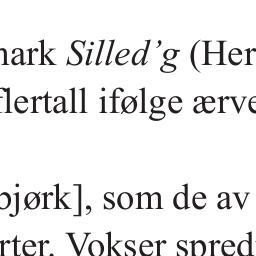 mark Silled’g (Her
flertall ifølge ærve
bjørk], som de av
rter. Vokser spred